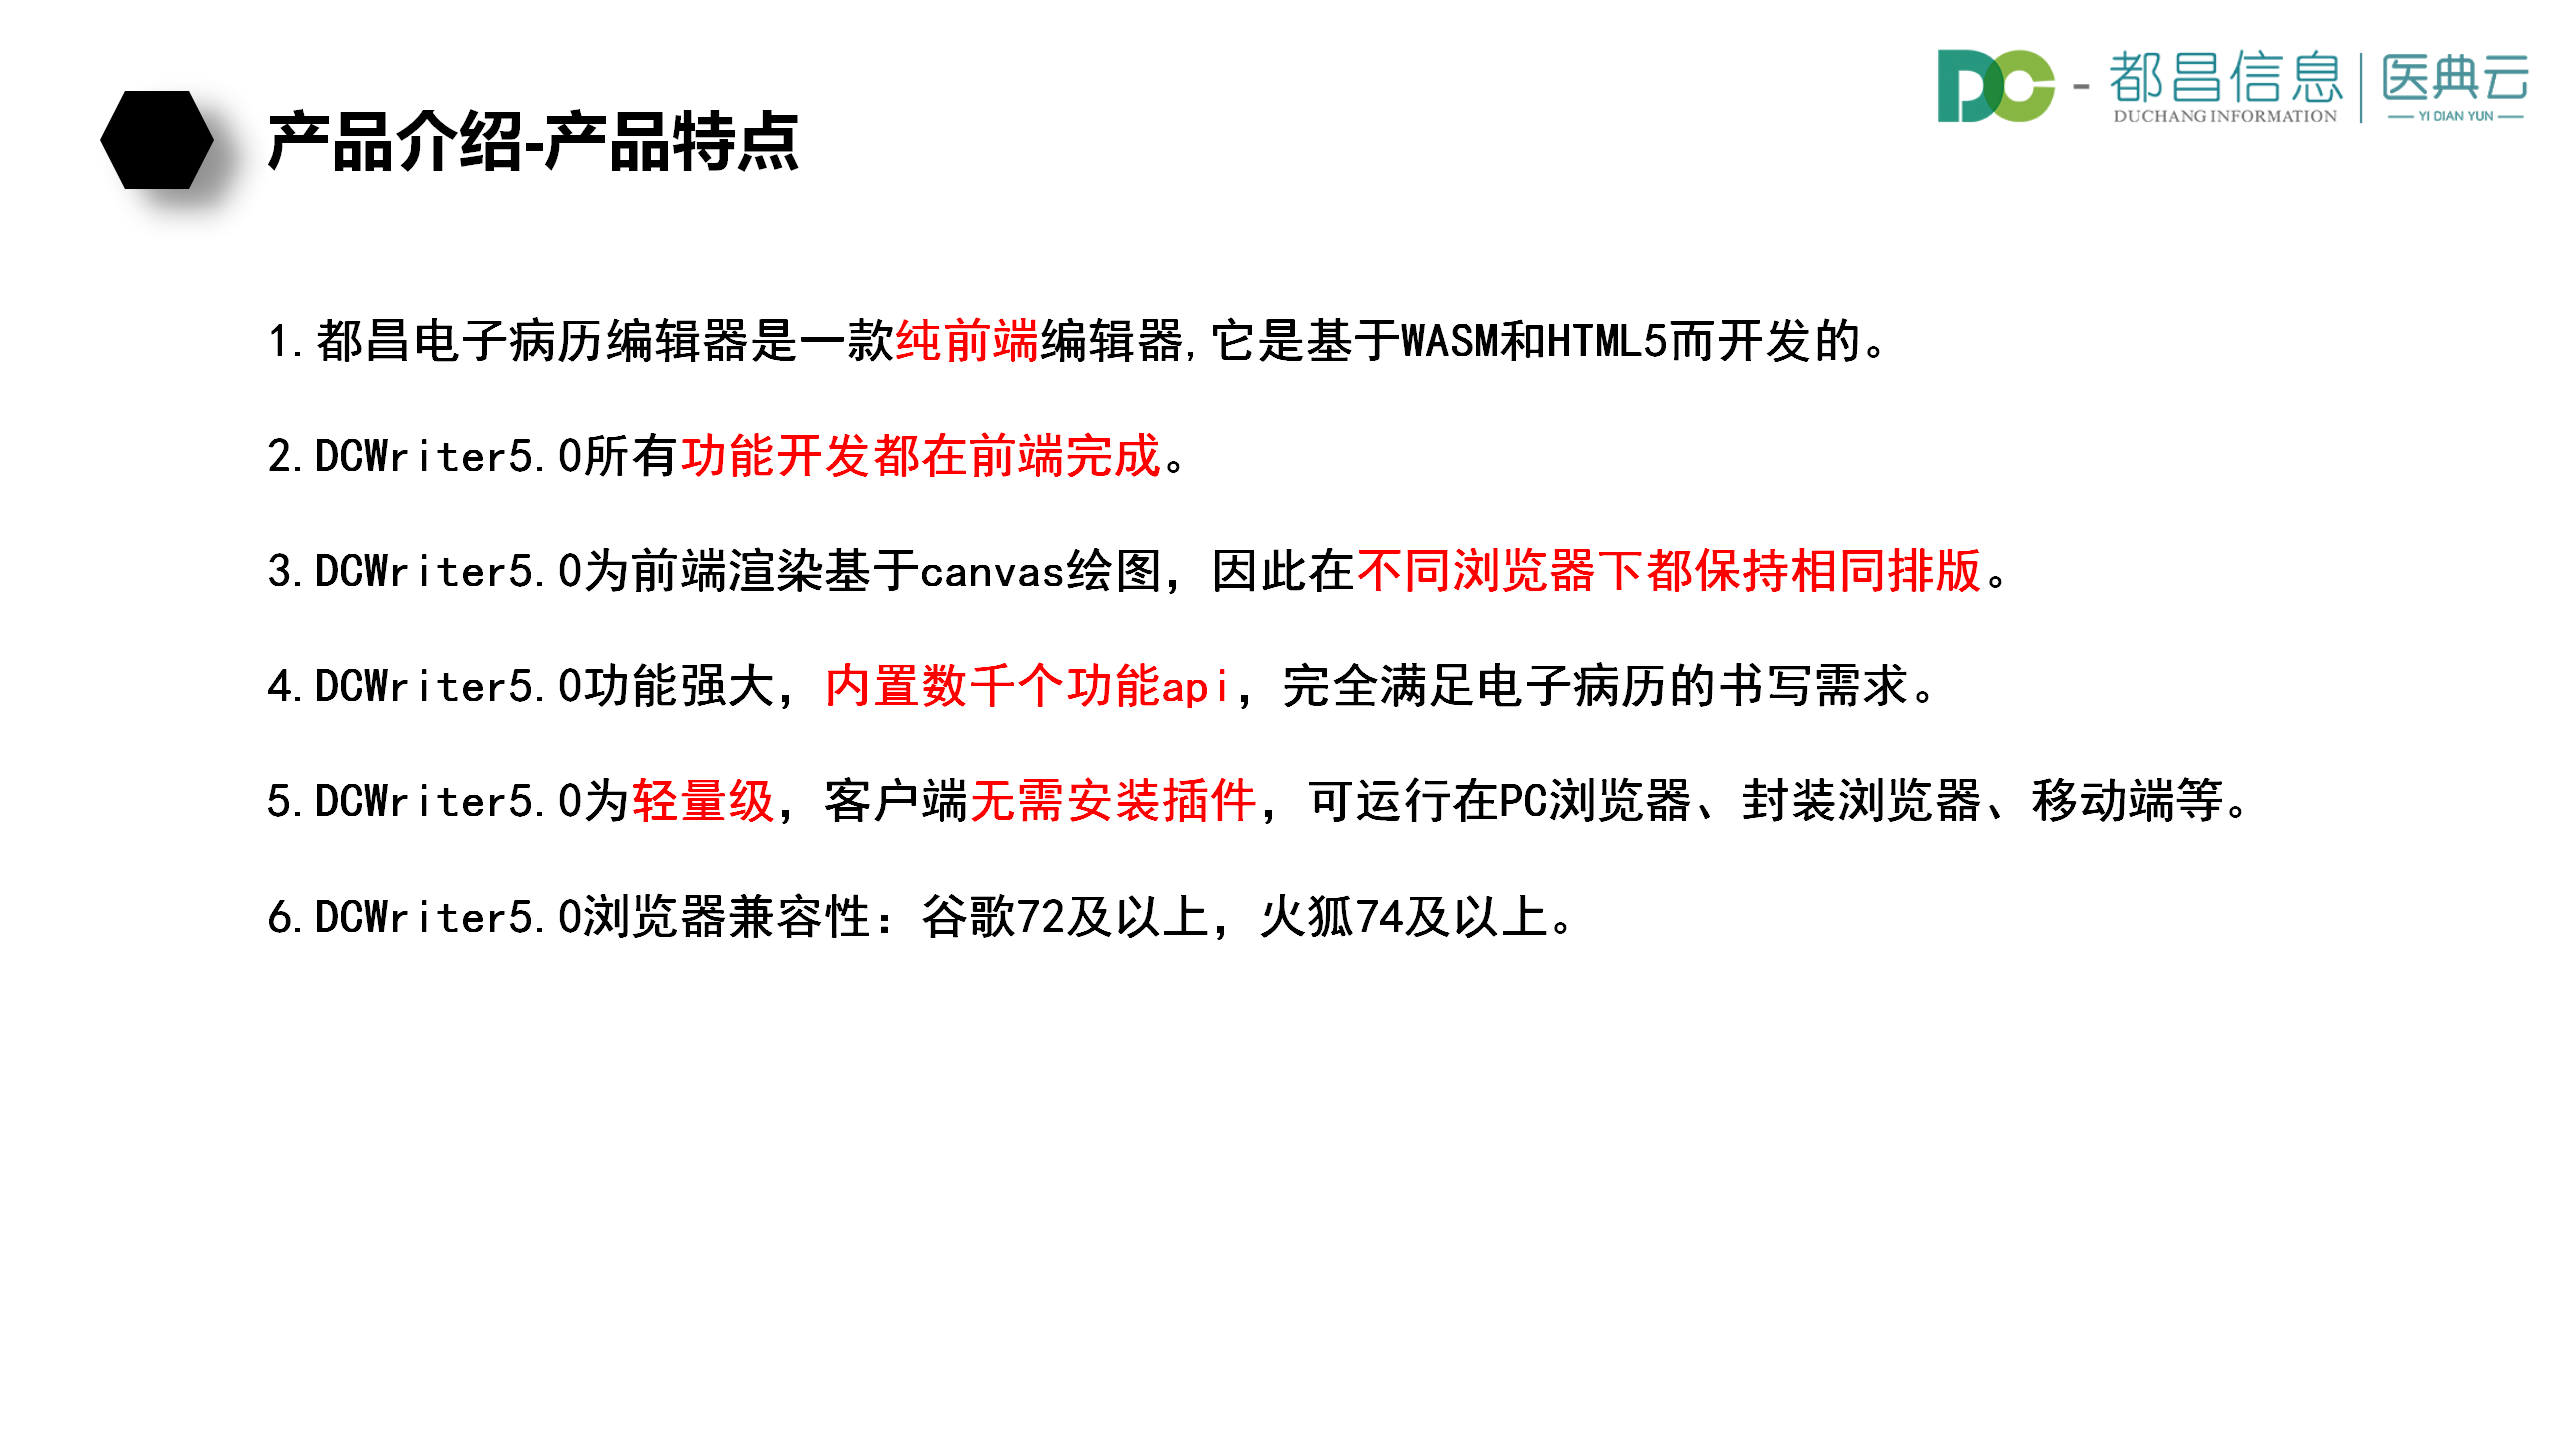 DC - 都昌信息 | 医典云
DUCHANG INFORMATION
YI DIAN YUN
产品介绍-产品特点
1.都昌电子病历编辑器是一款纯前端编辑器,它是基于WASM和HTML5而开发的。
2.DCWriter5.0所有功能开发都在前端完成。
3.DCWriter5.0为前端渲染基于canvas绘图，因此在不同浏览器下都保持相同排版。
4.DCWriter5.0功能强大，内置数千个功能api，完全满足电子病历的书写需求。
5.DCWriter5.0为轻量级，客户端无需安装插件，可运行在PC浏览器、封装浏览器、移动端等。
6.DCWriter5.0浏览器兼容性：谷歌72及以上，火狐74及以上。